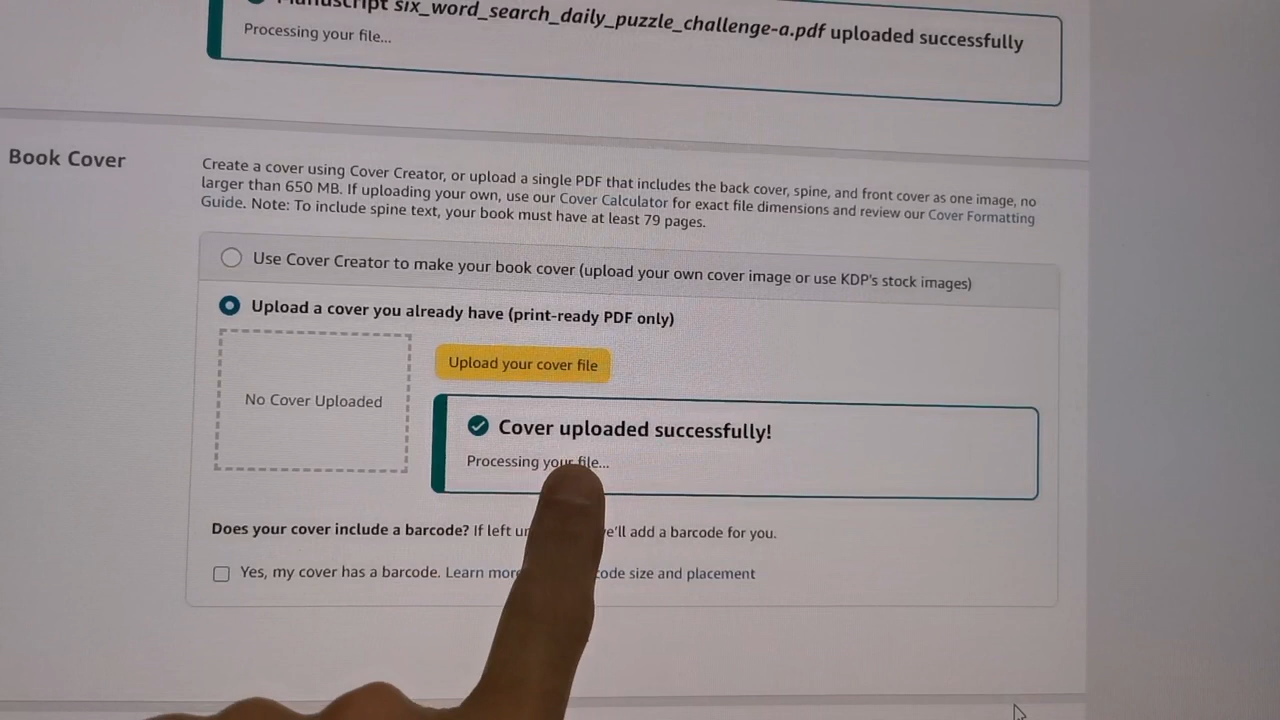 Manuscript six_word_search_daily_puzzle_challenge-a.pdf uploaded successfully
Processing your file...
Book Cover
Create a cover using Cover Creator, or upload a single PDF that includes the back cover, spine, and front cover as one image, no
larger than 650 MB. If uploading your own, use our Cover Calculator for exact file dimensions and review our Cover Formatting
Guide. Note: To include spine text, your book must have at least 79 pages.
Use Cover Creator to make your book cover (upload your own cover image or use KDP's stock images)
Upload a cover you already have (print-ready PDF only)
Upload your cover file
No Cover Uploaded
Cover uploaded successfully!
Processing your file...
Does your cover include a barcode? If left we'll add a barcode for you.
Yes, my cover has a barcode. Learn more size and placement